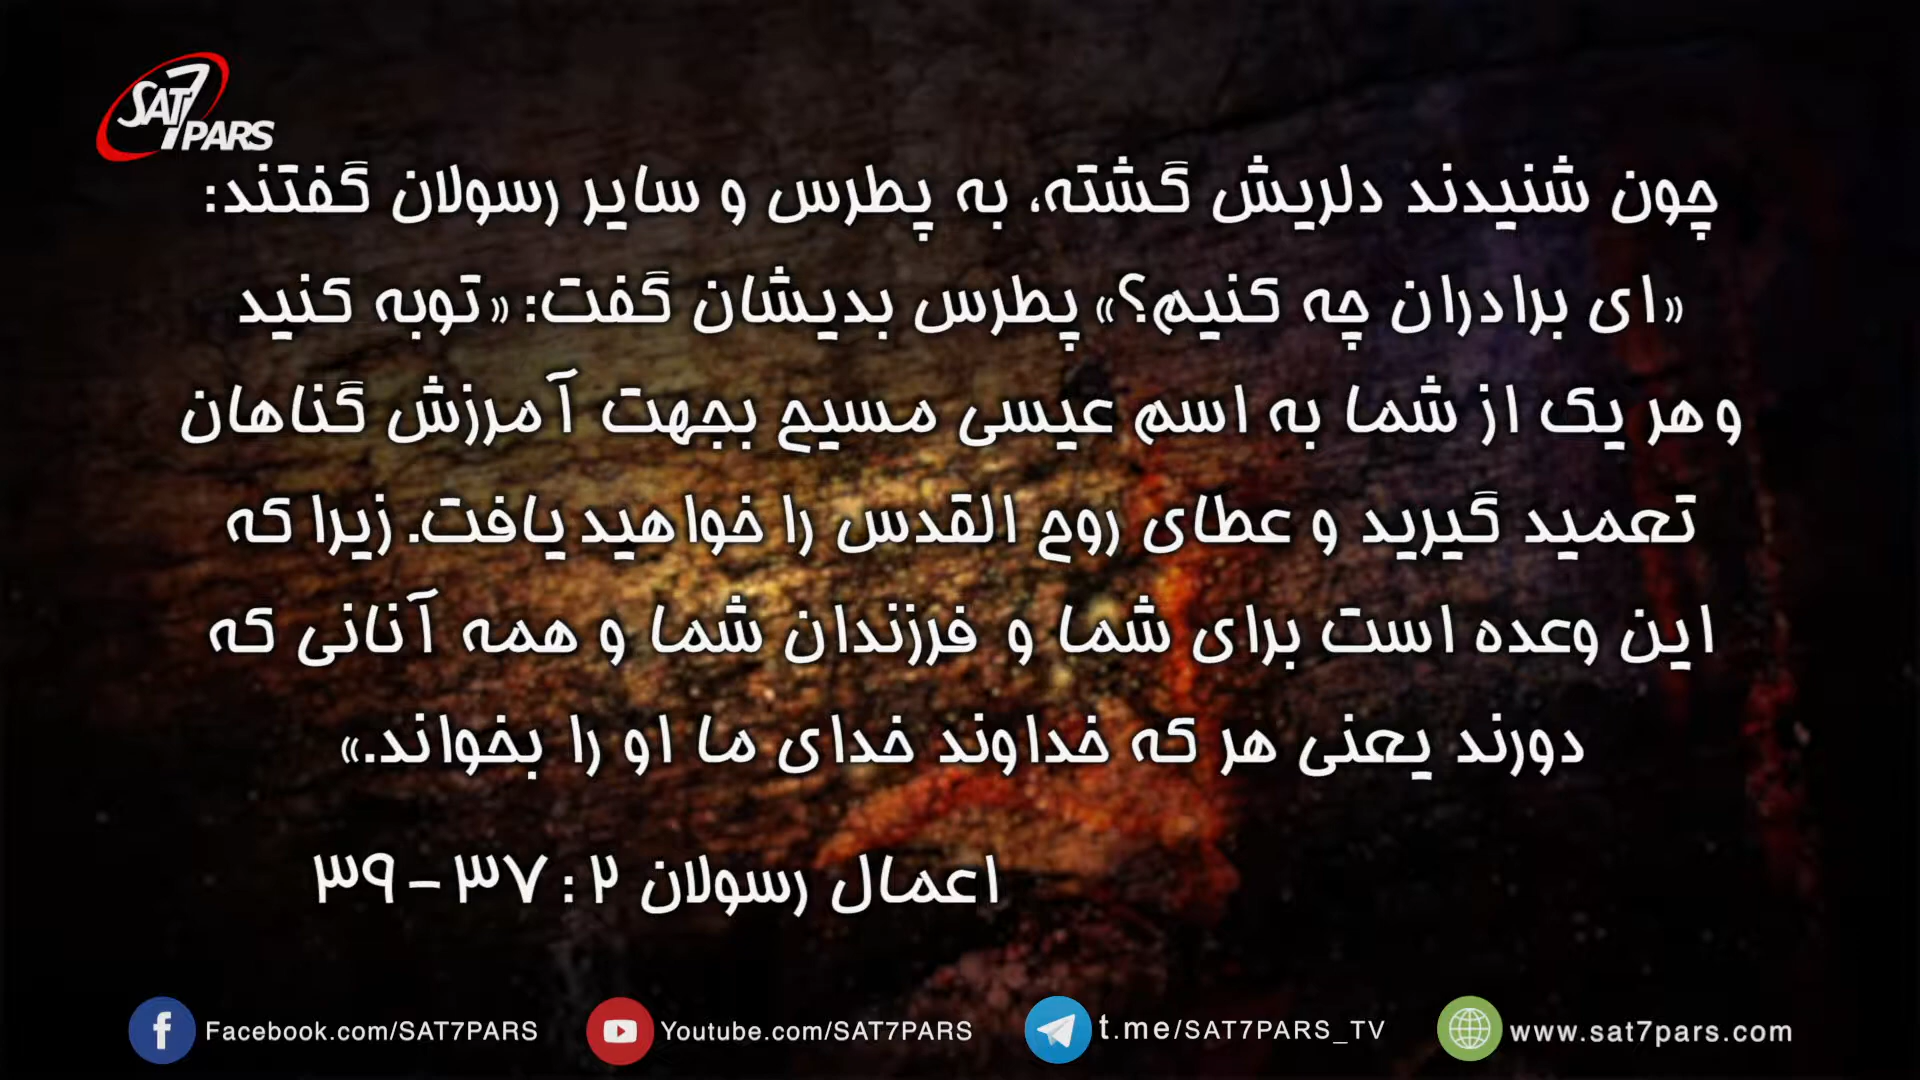 SAT7 PARS
چون شنیدند دلریش گشته، به پطرس و سایر رسولان گفتند:
«ای برادران چه کنیم؟» پطرس بدیشان گفت: «توبه کنید
و هر یک از شما به اسم عیسی مسیح بجهت آمرزش گناهان
تعمید گیرید و عطای روح القدس را خواهید یافت. زیرا که
این وعده است برای شما و فرزندان شما و همه آنانی که
دورند یعنی هر که خداوند خدای ما او را بخواند.»
اعمال رسولان ۲: ۳۷-۳۹
Facebook.com/SAT7PARS
Youtube.com/SAT7PARS
t.me/SAT7PARS_TV
www.sat7pars.com